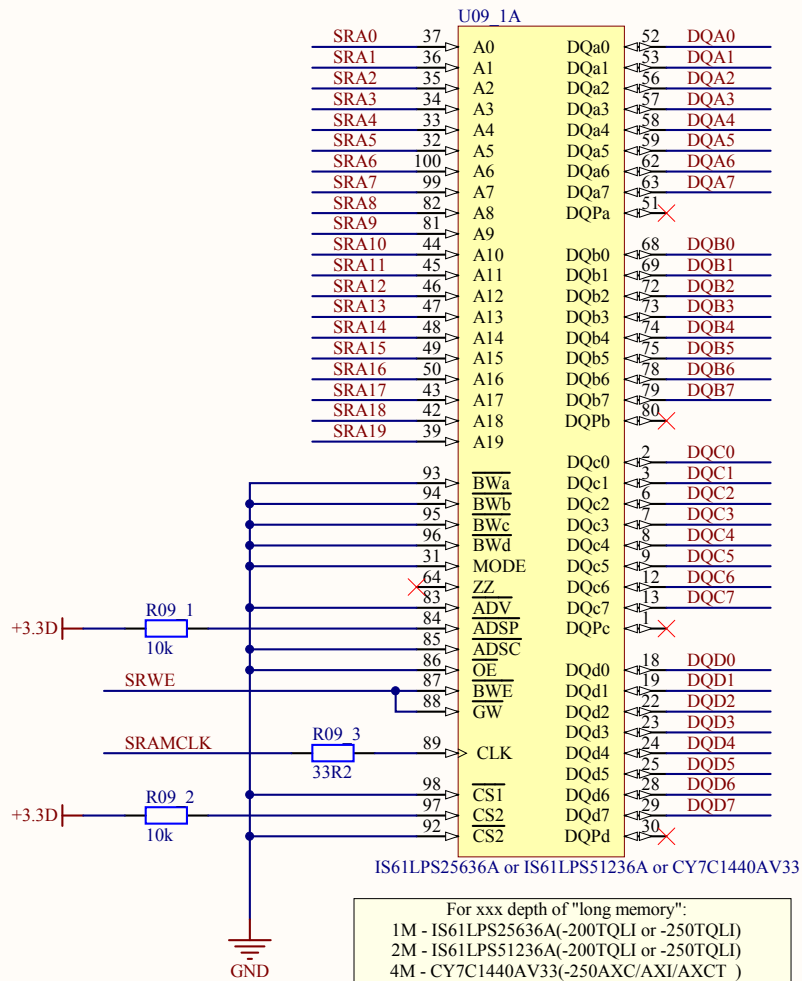 U09_1A
SRA0 37 A0 DQa0 52 DQA0
SRA1 36 A1 DQa1 53 DQA1
SRA2 35 A2 DQa2 56 DQA2
SRA3 34 A3 DQa3 57 DQA3
SRA4 33 A4 DQa4 58 DQA4
SRA5 32 A5 DQa5 59 DQA5
SRA6 100 A6 DQa6 62 DQA6
SRA7 99 A7 DQa7 63 DQA7
SRA8 82 A8 DQPa 51
SRA9 81 A9
SRA10 44 A10 DQb0 68 DQB0
SRA11 45 A11 DQb1 69 DQB1
SRA12 46 A12 DQb2 72 DQB2
SRA13 47 A13 DQb3 73 DQB3
SRA14 48 A14 DQb4 74 DQB4
SRA15 49 A15 DQb5 75 DQB5
SRA16 50 A16 DQb6 78 DQB6
SRA17 43 A17 DQb7 79 DQB7
SRA18 42 A18 DQPb 80
SRA19 39 A19
DQc0 2 DQC0
93 BWa DQc1 3 DQC1
94 BWb DQc2 6 DQC2
95 BWc DQc3 7 DQC3
96 BWd DQc4 8 DQC4
31 MODE DQc5 9 DQC5
64 ZZ DQc6 12 DQC6
83 ADV DQc7 13 DQC7
+3.3D R09_1 10k 84 ADSP DQPc 1
85 ADSC
86 OE DQd0 18 DQD0
SRWE 87 BWE DQd1 19 DQD1
88 GW DQd2 22 DQD2
DQd3 23 DQD3
SRAMCLK R09_3 33R2 89 CLK DQd4 24 DQD4
DQd5 25 DQD5
98 CS1 DQd6 28 DQD6
+3.3D R09_2 10k 97 CS2 DQd7 29 DQD7
92 CS2 DQPd 30
IS61LPS25636A or IS61LPS51236A or CY7C1440AV33
GND
For xxx depth of "long memory":
1M - IS61LPS25636A(-200TQLI or -250TQLI)
2M - IS61LPS51236A(-200TQLI or -250TQLI)
4M - CY7C1440AV33(-250AXC/AXI/AXCT )